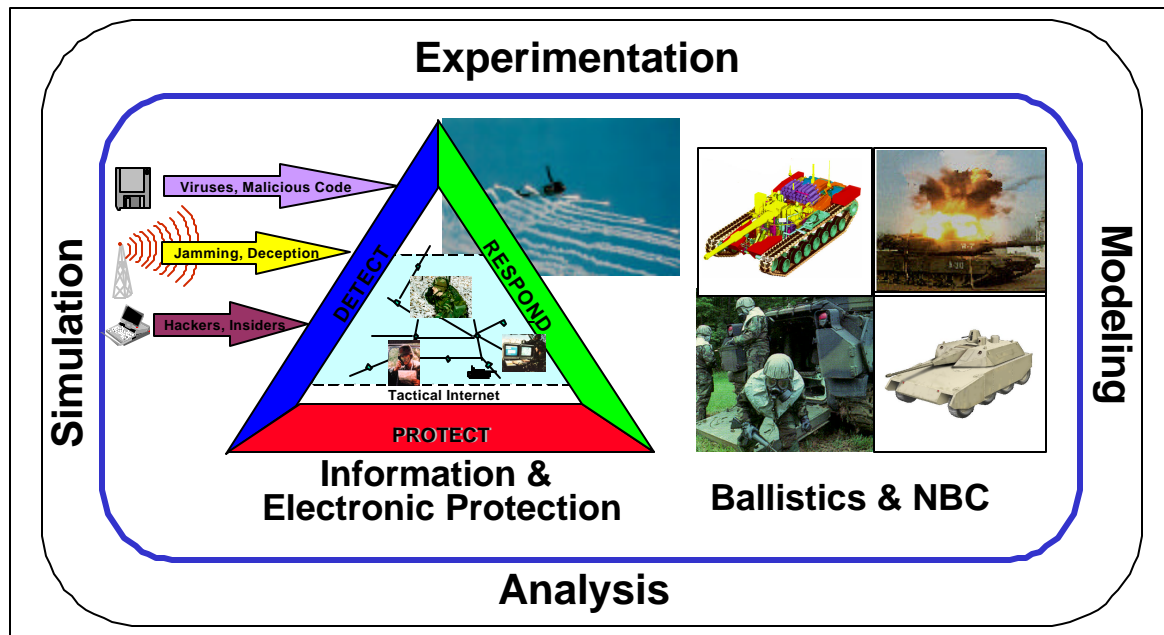 Experimentation
Simulation
Viruses, Malicious Code
Jamming, Deception
Hackers, Insiders
DETECT
RESPOND
Tactical Internet
PROTECT
Information &
Electronic Protection
Ballistics & NBC
Modeling
Analysis